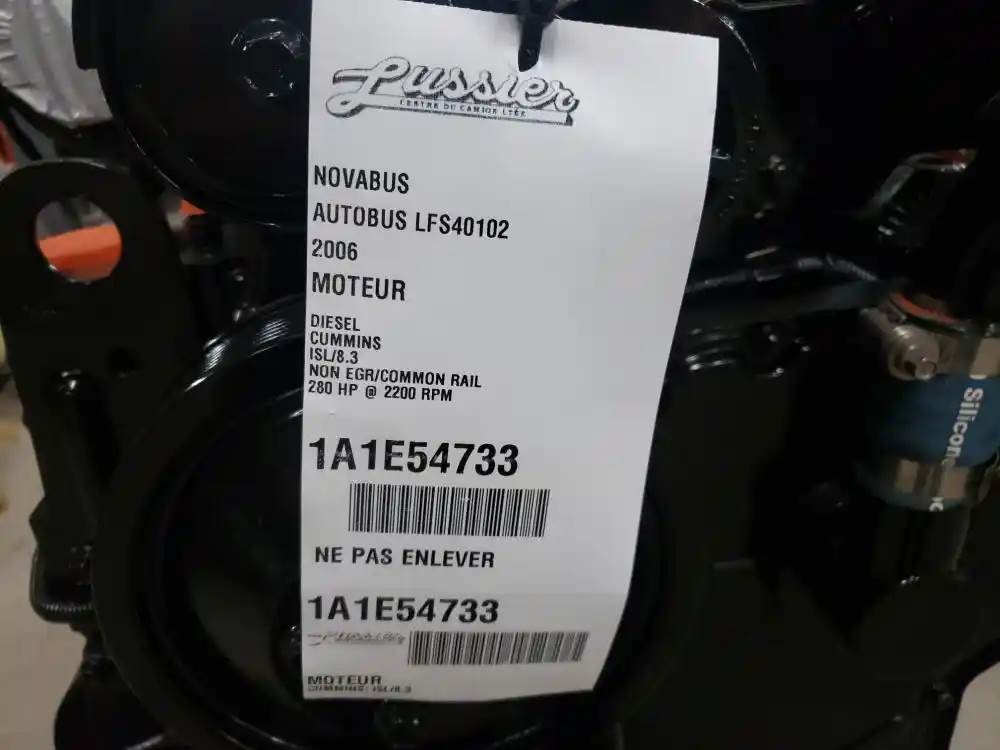 Lussier
CENTRE DU CAMION LTÉE
NOVABUS
AUTOBUS LFS40102
2006
MOTEUR
DIESEL
CUMMINS
ISL/8.3
NON EGR/COMMON RAIL
280 HP @ 2200 RPM
1A1E54733
NE PAS ENLEVER
1A1E54733
Lussier
MOTEUR
CUMMINS: ISL/8.3
Silicon